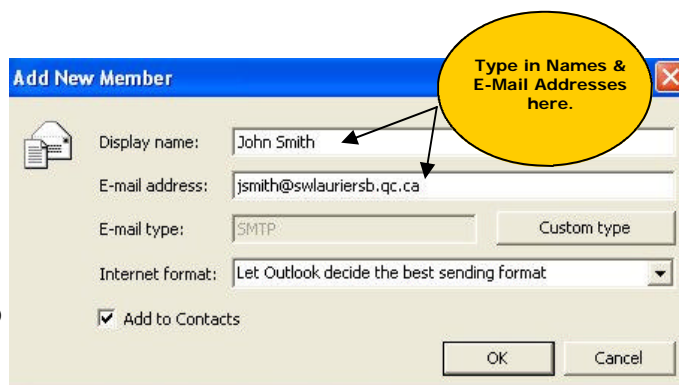 Add New Member
Type in Names &
E-Mail Addresses
here.
Display name: John Smith
E-mail address: jsmith@swlauriersb.qc.ca
E-mail type: SMTP Custom type
Internet format: Let Outlook decide the best sending format
Add to Contacts
OK Cancel